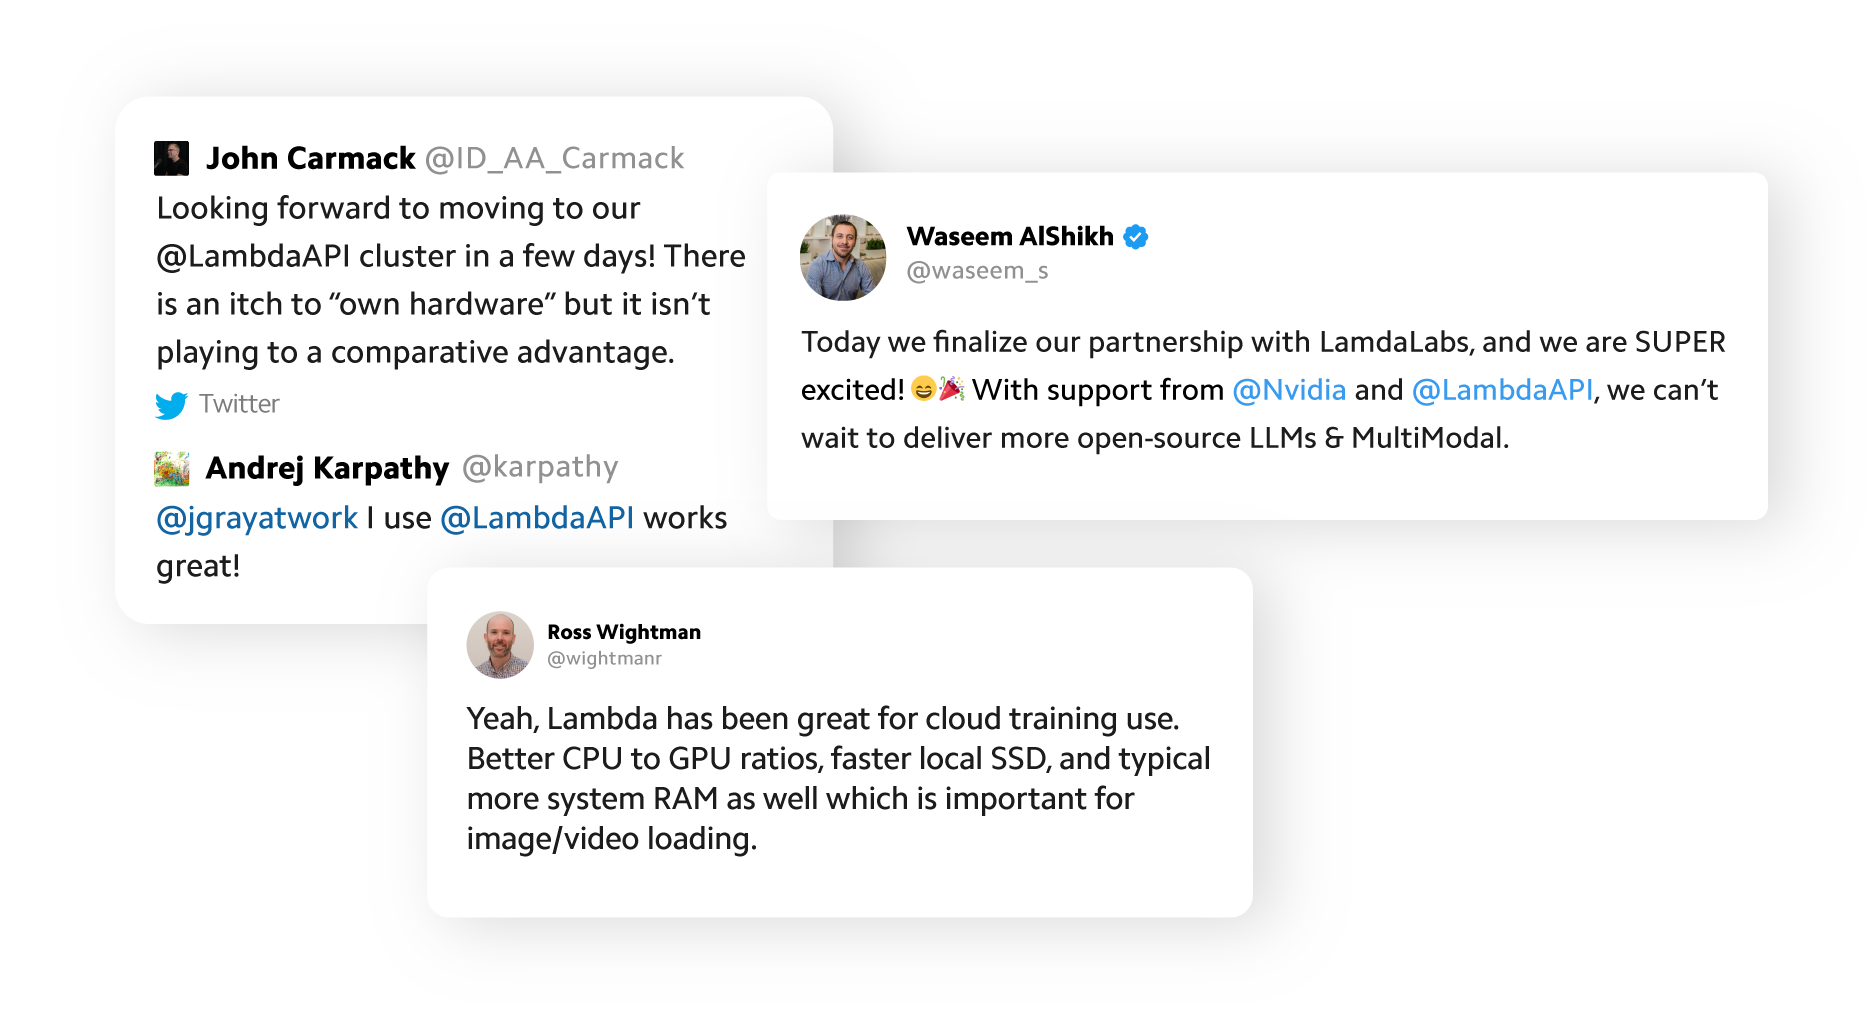 John Carmack @ID_AA_Carmack
Looking forward to moving to our
@LambdaAPI cluster in a few days! There
is an itch to “own hardware” but it isn’t
playing to a comparative advantage.
Twitter
Andrej Karpathy @karpathy
@jgrayatwork I use @LambdaAPI works
great!
Waseem AlShikh
@waseem_s
Today we finalize our partnership with LamdaLabs, and we are SUPER
excited! 😄🎉 With support from @Nvidia and @LambdaAPI, we can’t
wait to deliver more open-source LLMs & MultiModal.
Ross Wightman
@wightmanr
Yeah, Lambda has been great for cloud training use.
Better CPU to GPU ratios, faster local SSD, and typical
more system RAM as well which is important for
image/video loading.